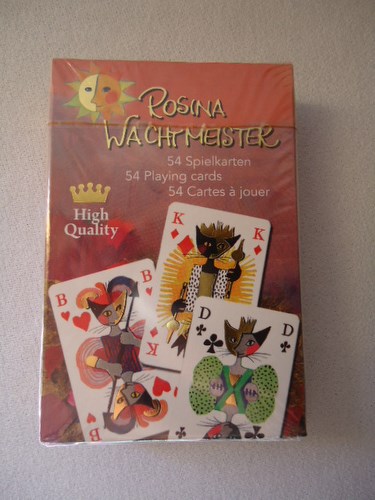 ROSINA
WACHTMEISTER
54 Spielkarten
54 Playing cards
54 Cartes à jouer
High
Quality
K K
K
B B
B
D D